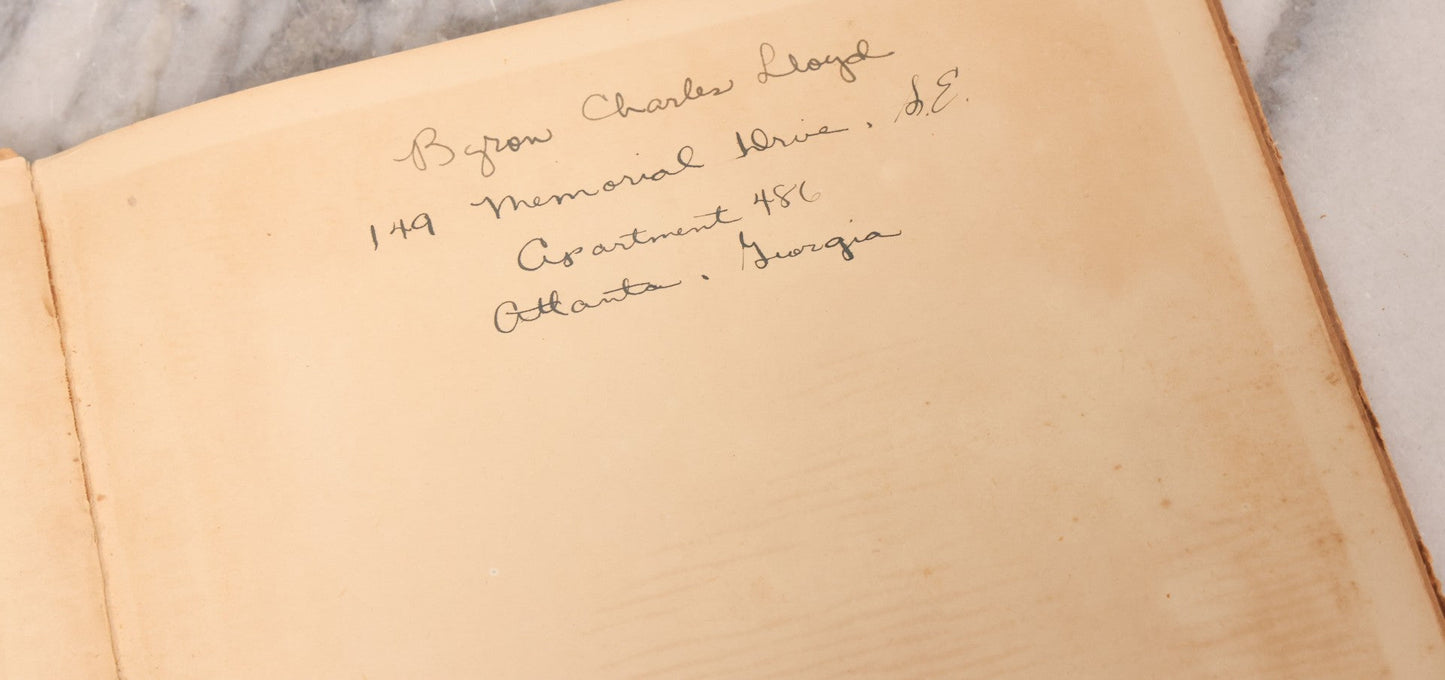 Byron Charles Lloyd
149 Memorial Drive, S.E.
Apartment 486
Atlanta, Georgia